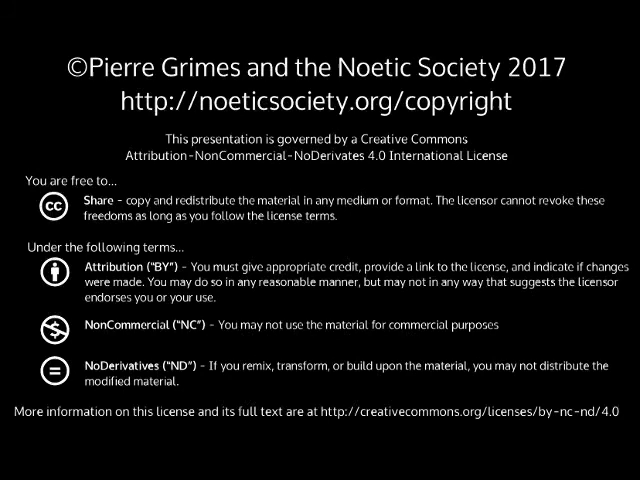 ©Pierre Grimes and the Noetic Society 2017
http://noeticsociety.org/copyright
This presentation is governed by a Creative Commons
Attribution-NonCommercial-NoDerivates 4.0 International License
You are free to...
cc
Share - copy and redistribute the material in any medium or format. The licensor cannot revoke these
freedoms as long as you follow the license terms.
Under the following terms...
Attribution ("BY") - You must give appropriate credit, provide a link to the license, and indicate if changes
were made. You may do so in any reasonable manner, but may not in any way that suggests the licensor
endorses you or your use.
NonCommercial ("NC") - You may not use the material for commercial purposes
NoDerivatives ("ND") - If you remix, transform, or build upon the material, you may not distribute the
modified material.
More information on this license and its full text are at http://creativecommons.org/licenses/by-nc-nd/4.0